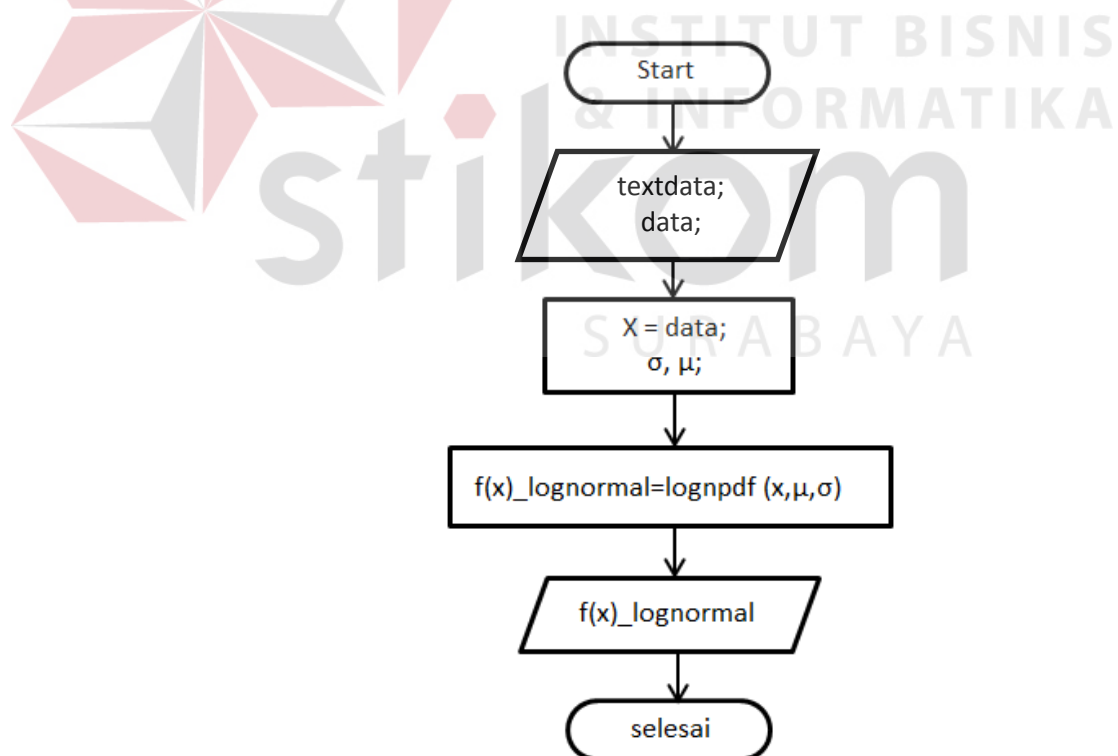 INSTITUT BISNIS
Start
& INFORMATIKA
stikom
textdata;
data;
SURABAYA
X = data;
σ, μ;
f(x)_lognormal=lognpdf (x,μ,σ)
f(x)_lognormal
selesai